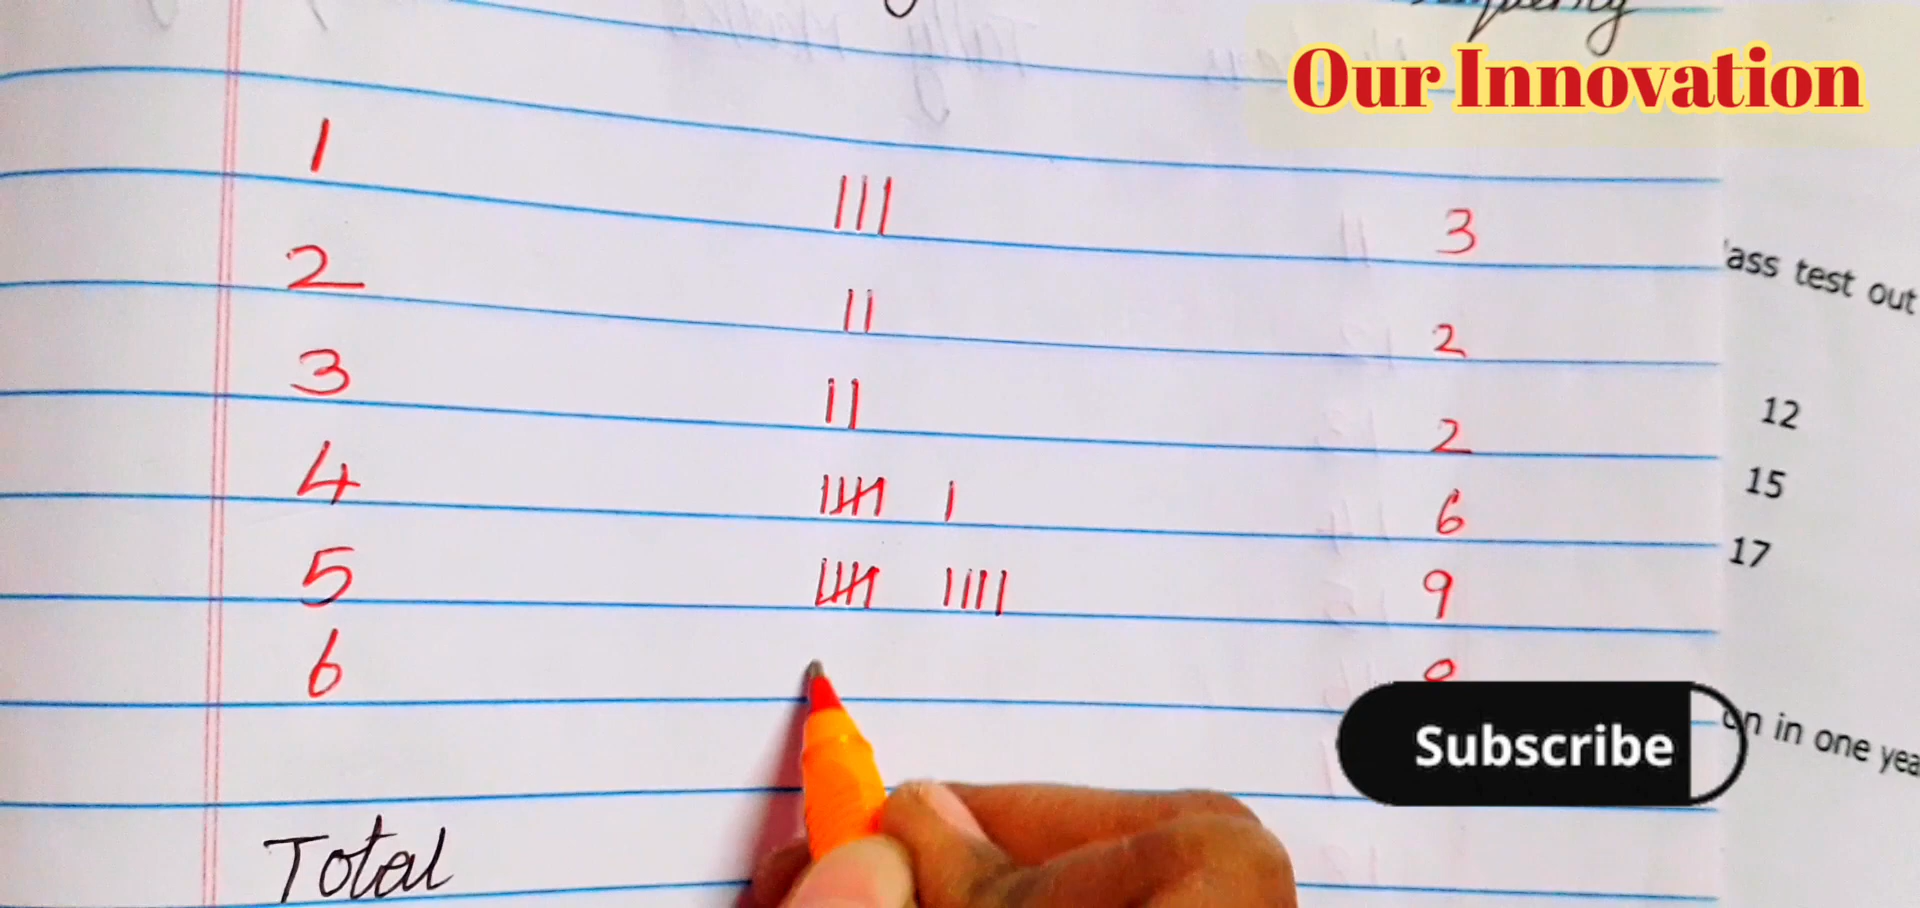 Our Innovation
1 ||| 3
2 || 2
3 || 2
4 |||| | 6
5 |||| |||| 9
6
Total
ass test out
12
15
17
n in one yea
Subscribe